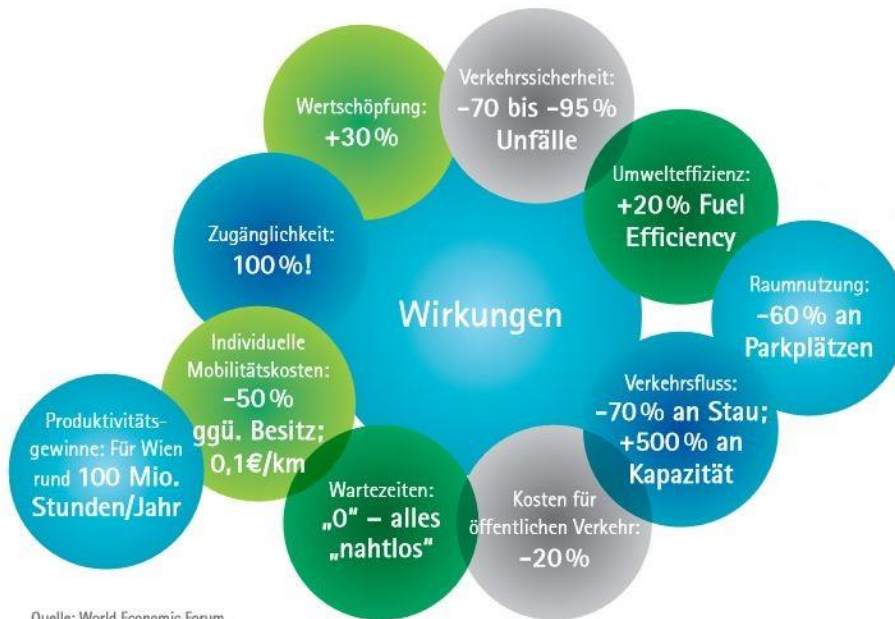 Verkehrssicherheit:
-70 bis -95%
Unfälle
Wertschöpfung:
+30%
Umwelteffizienz:
+20% Fuel
Efficiency
Zugänglichkeit:
100%!
Raumnutzung:
-60% an
Parkplätzen
Wirkungen
Individuelle
Mobilitätskosten:
-50%
ggü. Besitz;
0,1€/km
Verkehrsfluss:
-70% an Stau;
+500% an
Kapazität
Produktivitäts-
gewinne: Für Wien
rund 100 Mio.
Stunden/Jahr
Wartezeiten:
„0" – alles
„nahtlos"
Kosten für
öffentlichen Verkehr:
-20%
Quelle: World Economic Forum